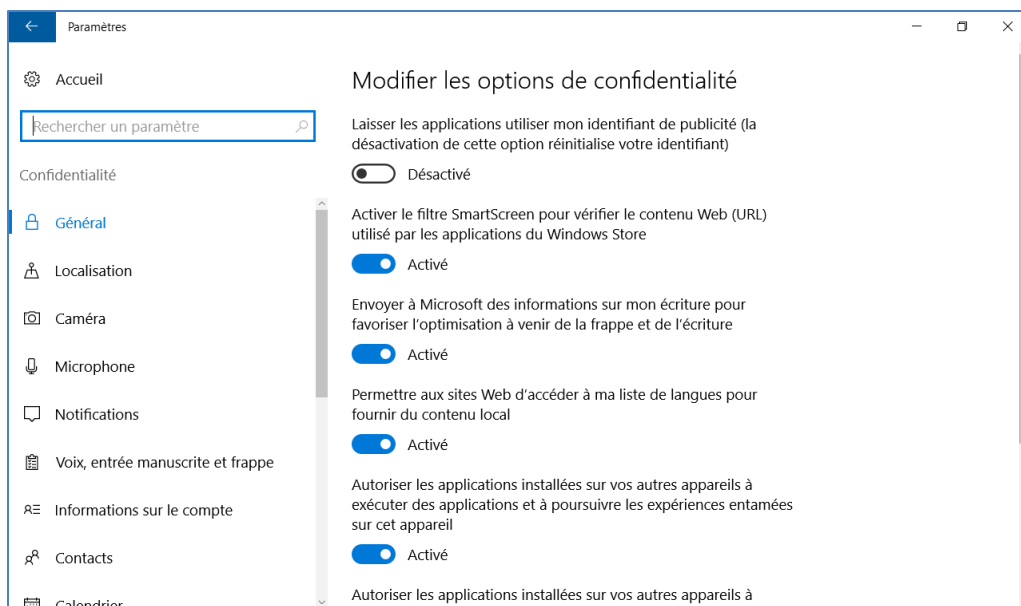 Paramètres
Accueil
Rechercher un paramètre
Confidentialité
Général
Localisation
Caméra
Microphone
Notifications
Voix, entrée manuscrite et frappe
Informations sur le compte
Contacts
Calendrier
Modifier les options de confidentialité
Laisser les applications utiliser mon identifiant de publicité (la
désactivation de cette option réinitialise votre identifiant)
Désactivé
Activer le filtre SmartScreen pour vérifier le contenu Web (URL)
utilisé par les applications du Windows Store
Activé
Envoyer à Microsoft des informations sur mon écriture pour
favoriser l’optimisation à venir de la frappe et de l’écriture
Activé
Permettre aux sites Web d’accéder à ma liste de langues pour
fournir du contenu local
Activé
Autoriser les applications installées sur vos autres appareils à
exécuter des applications et à poursuivre les expériences entamées
sur cet appareil
Activé
Autoriser les applications installées sur vos autres appareils à